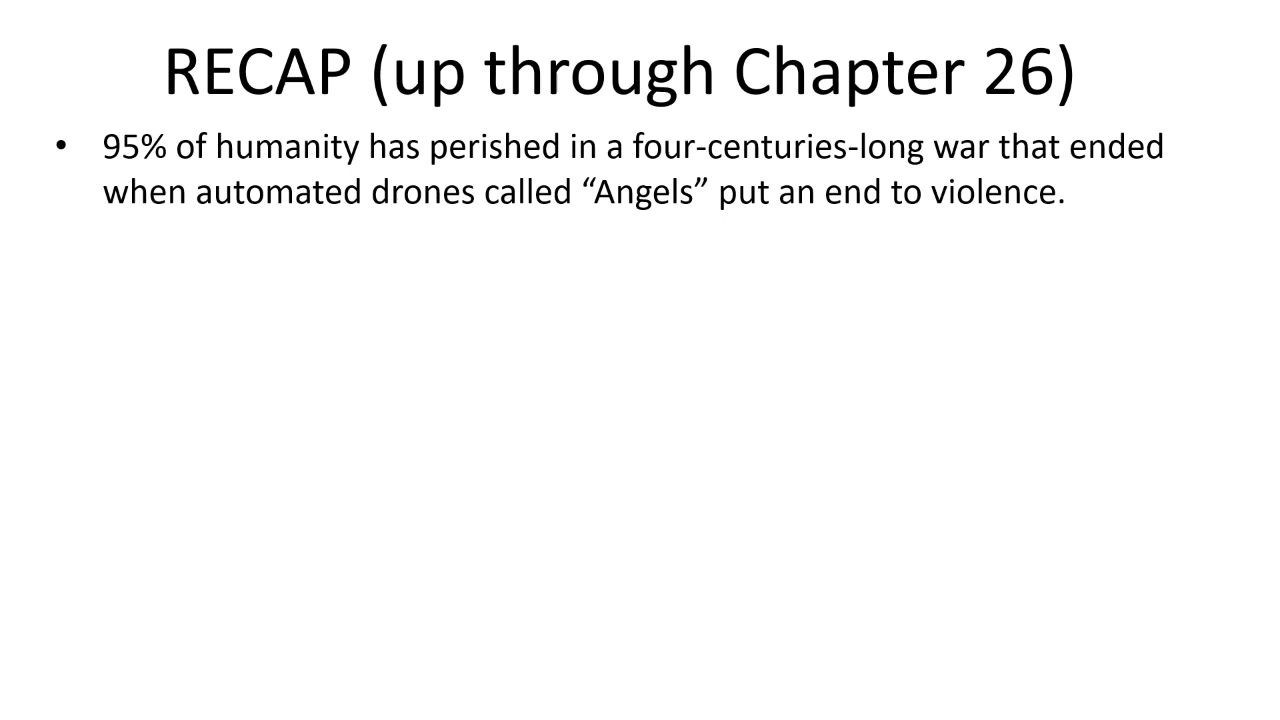 RECAP (up through Chapter 26)
• 95% of humanity has perished in a four-centuries-long war that ended
when automated drones called “Angels” put an end to violence.